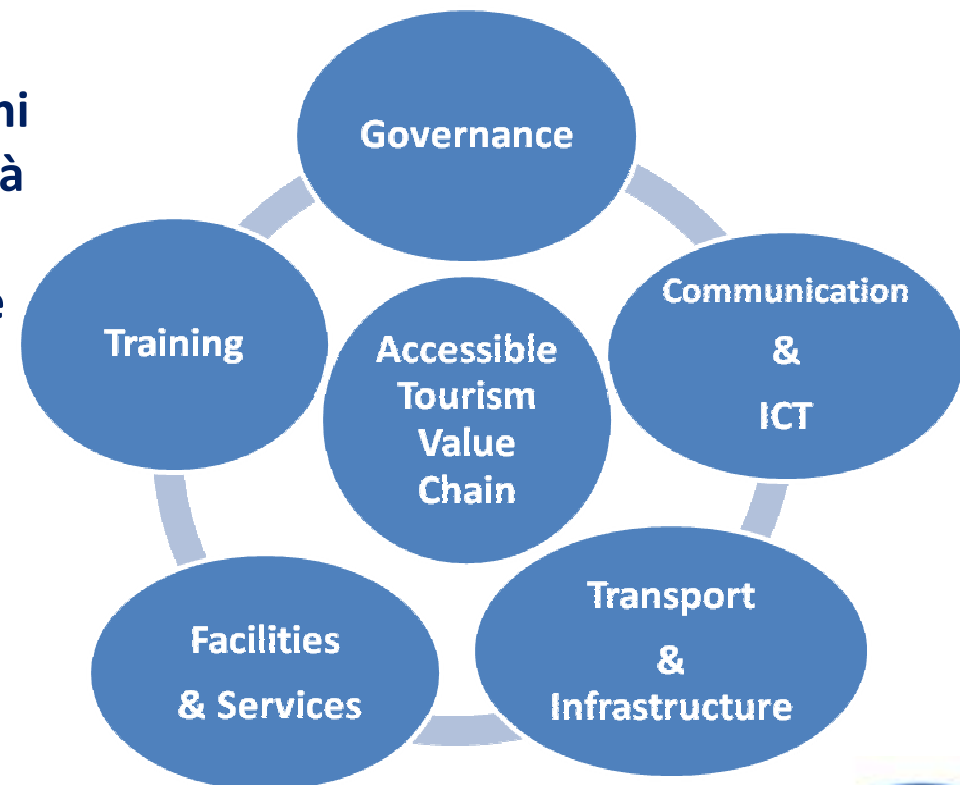 Governance
Communication
&
ICT
Transport
&
Infrastructure
Facilities
& Services
Training
Accessible
Tourism
Value
Chain